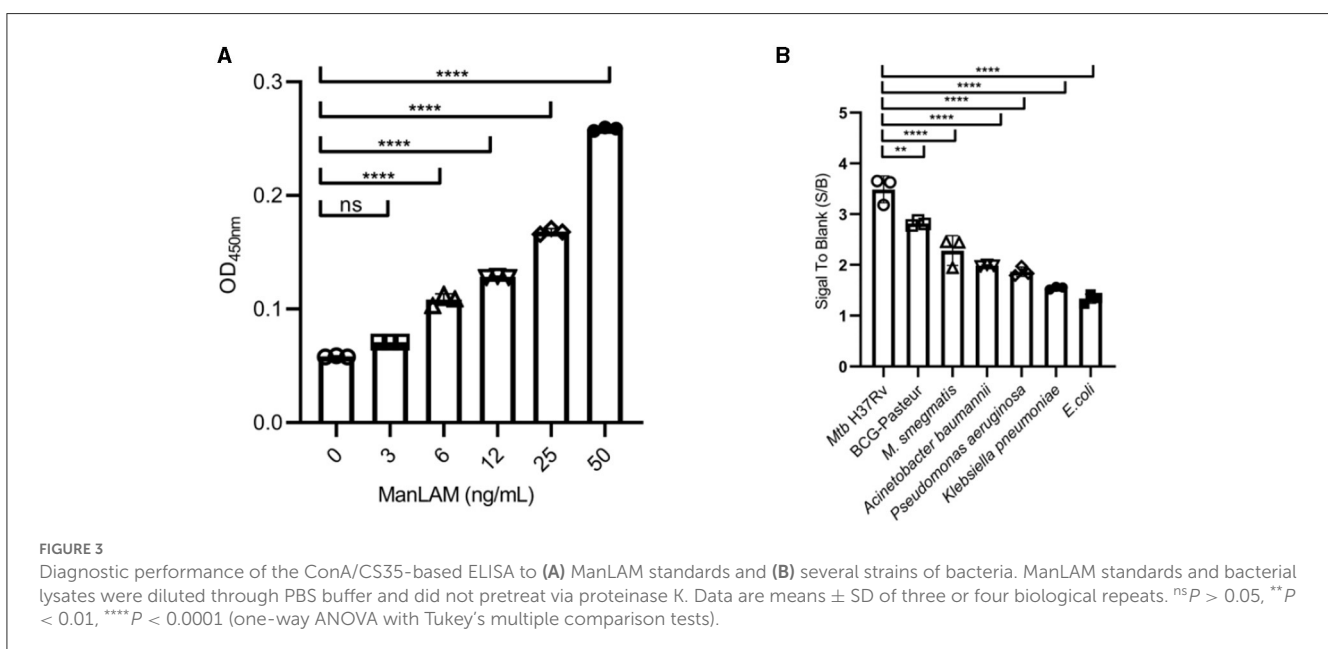 A
B
****
****
****
****
ns
0.3
0.2
0.1
0.0
OD450nm
0
3
6
12
25
50
ManLAM (ng/mL)
****
****
****
****
****
**
5
4
3
2
1
0
Sigal To Blank (S/B)
Mtb H37Rv
BCG-Pasteur
M. smegmatis
Acinetobacter baumannii
Pseudomonas aeruginosa
Klebsiella pneumoniae
E.coli
FIGURE 3
Diagnostic performance of the ConA/CS35-based ELISA to (A) ManLAM standards and (B) several strains of bacteria. ManLAM standards and bacterial
lysates were diluted through PBS buffer and did not pretreat via proteinase K. Data are means ± SD of three or four biological repeats. nsP > 0.05, **P
< 0.01, ****P < 0.0001 (one-way ANOVA with Tukey's multiple comparison tests).